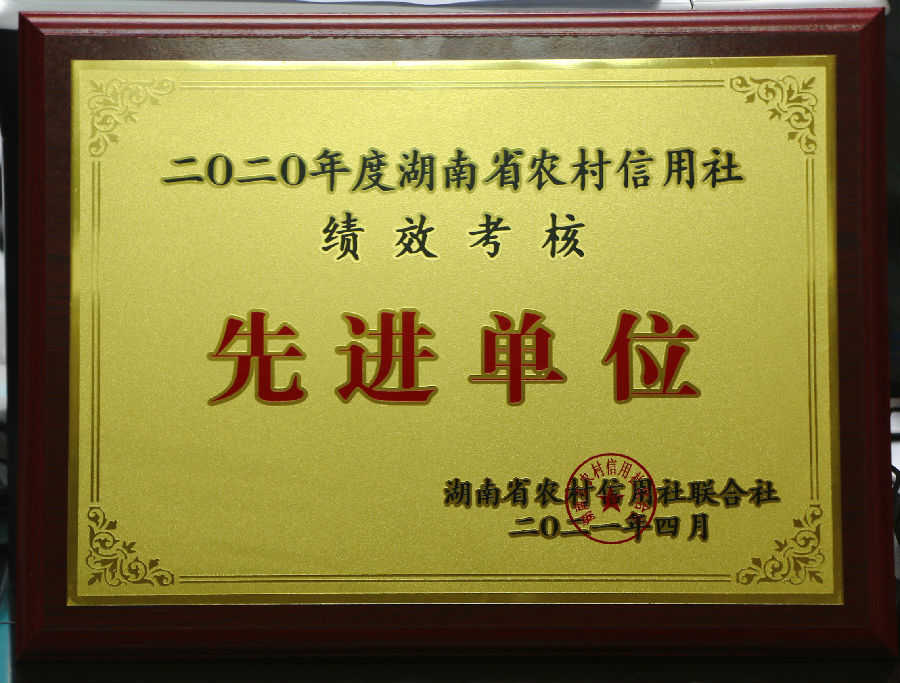 二〇二〇年度湖南省农村信用社
绩效考核
先进单位
湖南省农村信用社联合社
二〇二一年四月